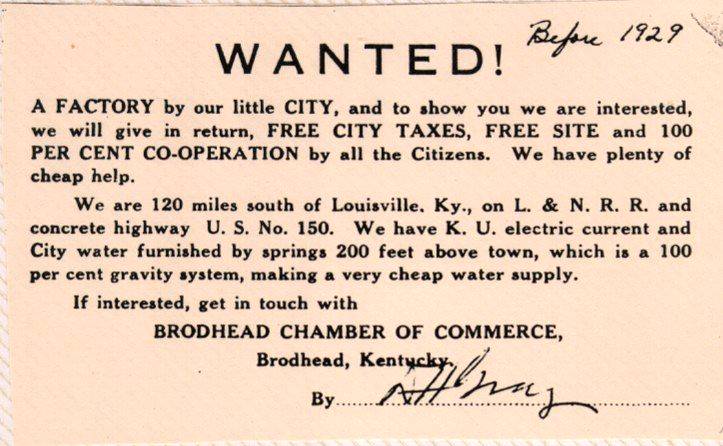 Before 1929
WANTED!
A FACTORY by our little CITY, and to show you we are interested,
we will give in return, FREE CITY TAXES, FREE SITE and 100
PER CENT CO-OPERATION by all the Citizens. We have plenty of
cheap help.
We are 120 miles south of Louisville, Ky., on L. & N. R. R. and
concrete highway U. S. No. 150. We have K. U. electric current and
City water furnished by springs 200 feet above town, which is a 100
per cent gravity system, making a very cheap water supply.
If interested, get in touch with
BRODHEAD CHAMBER OF COMMERCE,
Brodhead, Kentucky.
By